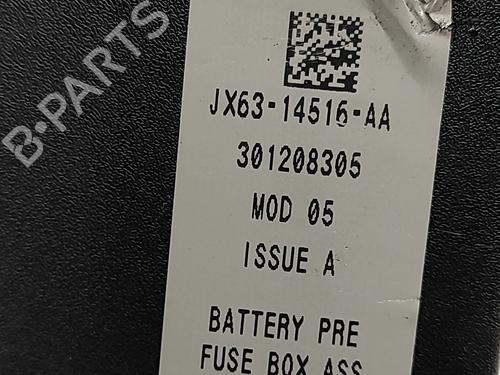 B-PARTS
JX63-14516-AA
301208305
MOD 05
ISSUE A
BATTERY PRE
FUSE BOX ASS